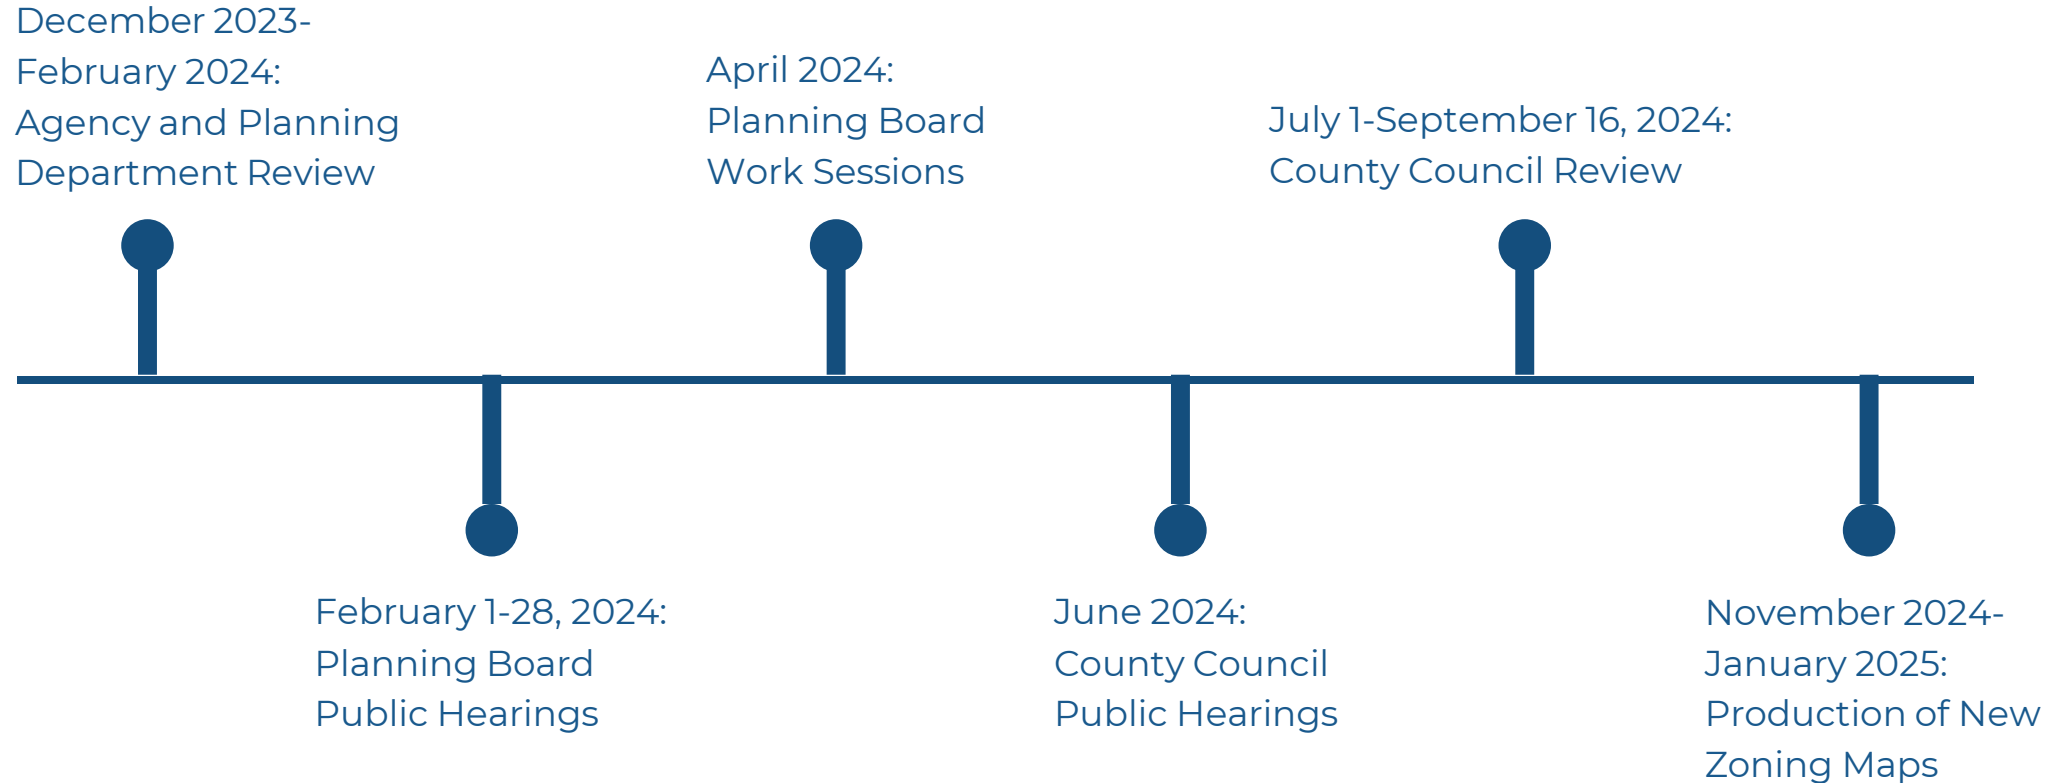 December 2023-
February 2024:
Agency and Planning
Department Review
February 1-28, 2024:
Planning Board
Public Hearings
April 2024:
Planning Board
Work Sessions
June 2024:
County Council
Public Hearings
July 1-September 16, 2024:
County Council Review
November 2024-
January 2025:
Production of New
Zoning Maps